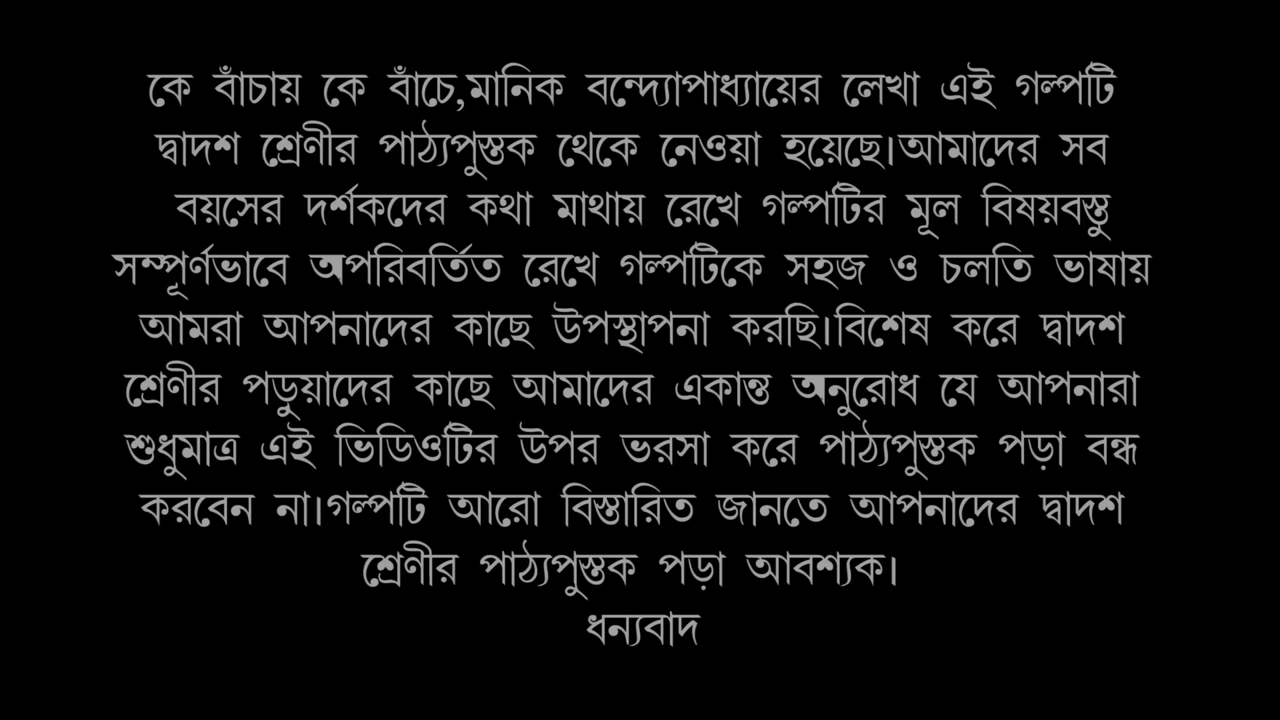 কে বাঁচায় কে বাঁচে,মানিক বন্দ্যোপাধ্যায়ের লেখা এই গল্পটি
দ্বাদশ শ্রেণীর পাঠ্যপুস্তক থেকে নেওয়া হয়েছে।আমাদের সব
বয়সের দর্শকদের কথা মাথায় রেখে গল্পটির মূল বিষয়বস্তু
সম্পূর্ণভাবে অপরিবর্তিত রেখে গল্পটিকে সহজ ও চলতি ভাষায়
আমরা আপনাদের কাছে উপস্থাপনা করছি।বিশেষ করে দ্বাদশ
শ্রেণীর পড়ুয়াদের কাছে আমাদের একান্ত অনুরোধ যে আপনারা
শুধুমাত্র এই ভিডিওটির উপর ভরসা করে পাঠ্যপুস্তক পড়া বন্ধ
করবেন না।গল্পটি আরো বিস্তারিত জানতে আপনাদের দ্বাদশ
শ্রেণীর পাঠ্যপুস্তক পড়া আবশ্যক।
ধন্যবাদ